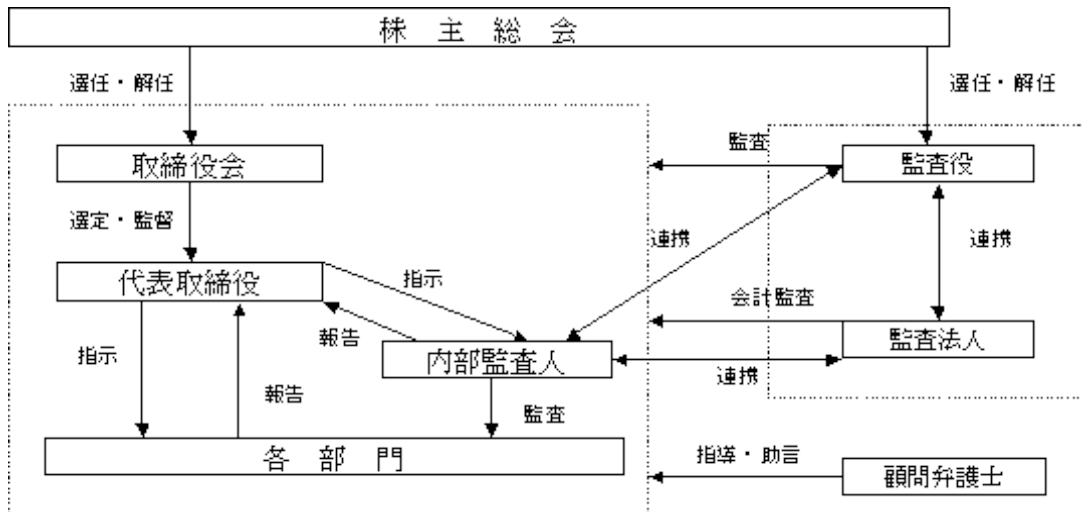 株主総会
選任・解任
選任・解任
監査
取締役会
監査役
選定・監督
連携
連携
代表取締役
指示
会計監査
報告
監査法人
指示
内部監査人
連携
報告
監査
各部門
指導・助言
顧問弁護士